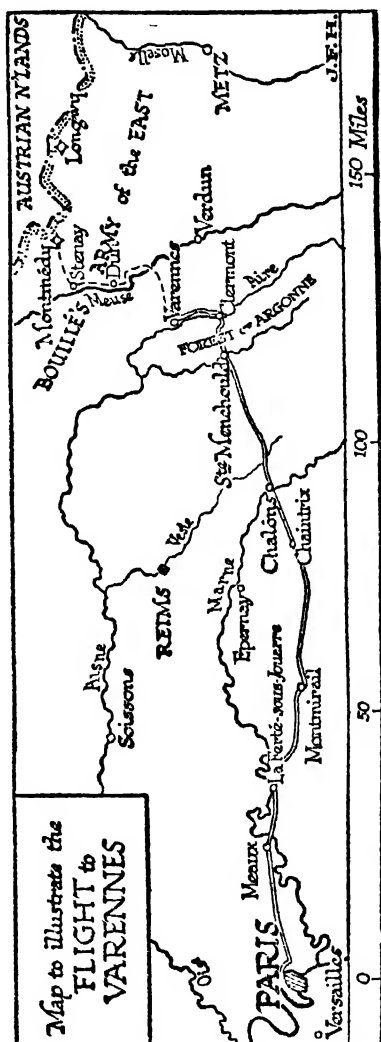 Map to illustrate the
FLIGHT to
VARENNES
AUSTRIAN N'LANDS
Longwy
Montmédy
Stenay
BOUILLÉ'S ARMY of the EAST
Dun
Meuse
Moselle
METZ
Verdun
Varennes
Clermont
Aire
FOREST of ARGONNE
Ste Menehould
Aisne
Soissons
Vesle
REIMS
Marne
Epernay
Chalôns
Chaintrix
Montmirail
La Ferté-sous-Jouerre
Meaux
PARIS
Versailles
0
50
100
150 Miles
J.F.H.